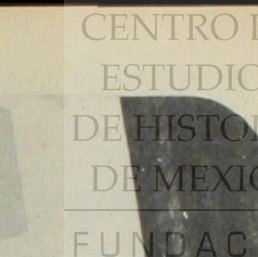 CENTRO
ESTUDIO
DE HISTO
DE MEXIC
FUNDAC